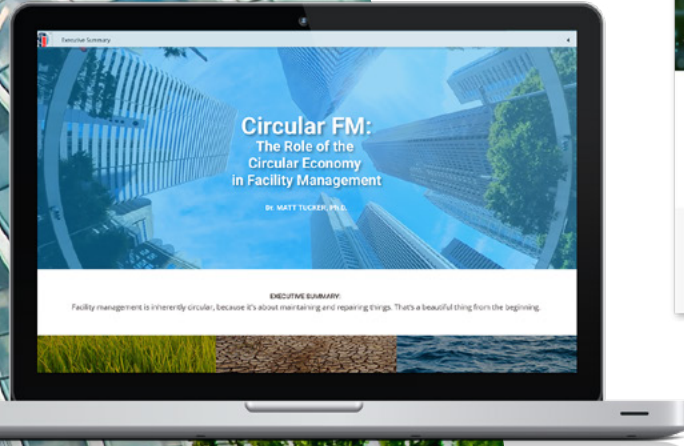 Executive Summary
Circular FM:
The Role of the
Circular Economy
in Facility Management
BY: MATT TUCKER, PH.D.
EXECUTIVE SUMMARY:
Facility management is inherently circular, because it's about maintaining and repairing things. That's a beautiful thing from the beginning.